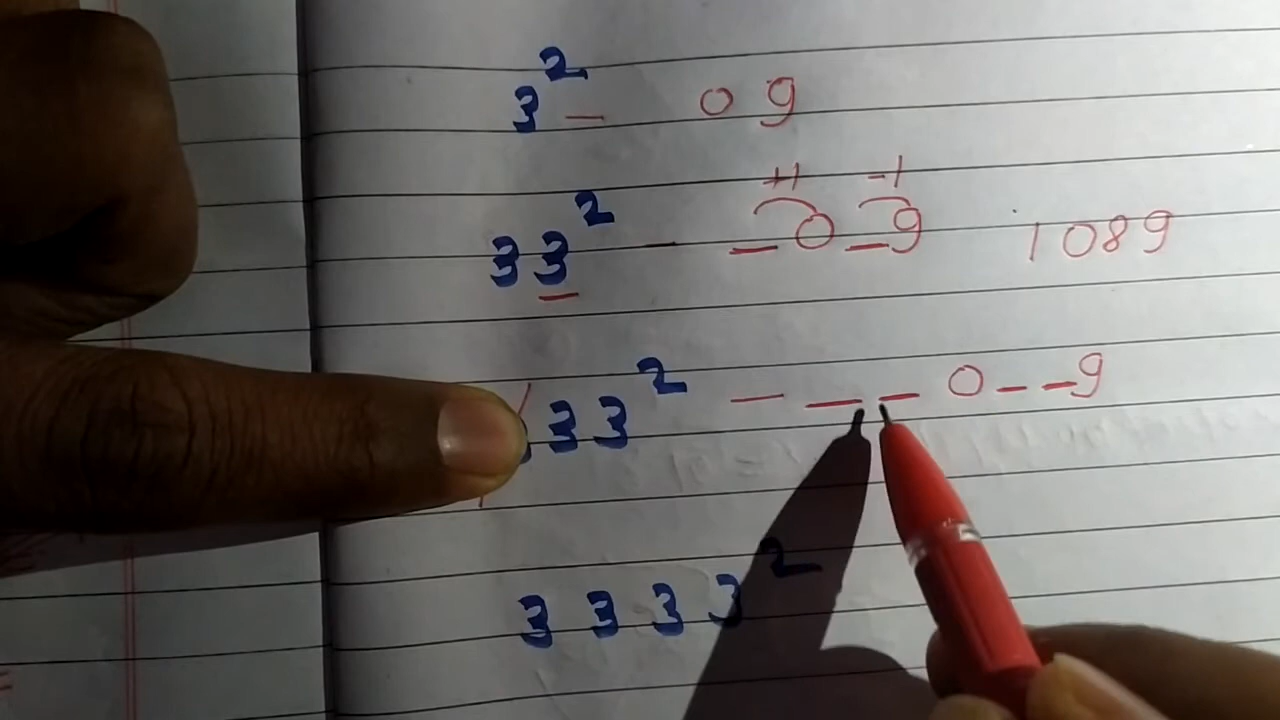 3² — 09
+1 -1
33² — _0_9 1089
333² — _ _ 0 _ _ 9
3333²